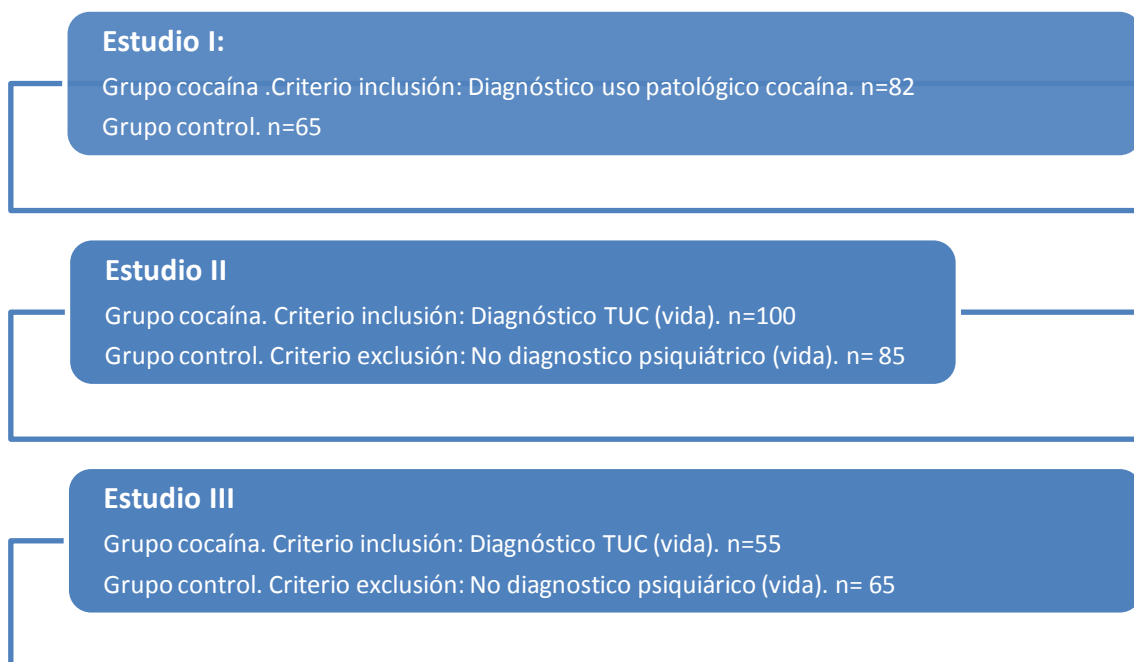 Estudio I:
Grupo cocaína .Criterio inclusión: Diagnóstico uso patológico cocaína. n=82
Grupo control. n=65
Estudio II
Grupo cocaína. Criterio inclusión: Diagnóstico TUC (vida). n=100
Grupo control. Criterio exclusión: No diagnostico psiquiátrico (vida). n= 85
Estudio III
Grupo cocaína. Criterio inclusión: Diagnóstico TUC (vida). n=55
Grupo control. Criterio exclusión: No diagnostico psiquiárico (vida). n= 65